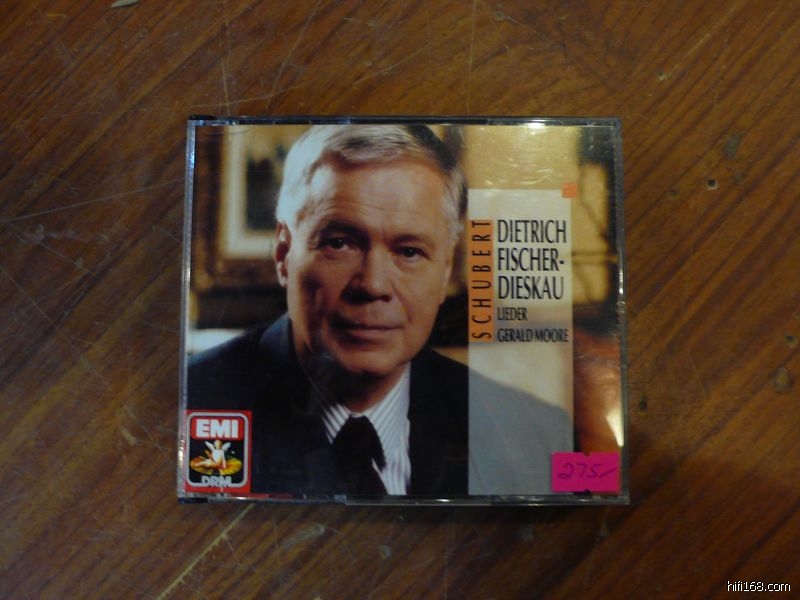 SCHUBERT
DIETRICH
FISCHER-
DIESKAU
LIEDER
GERALD MOORE
EMI
DRM
275,-
hifi168.com